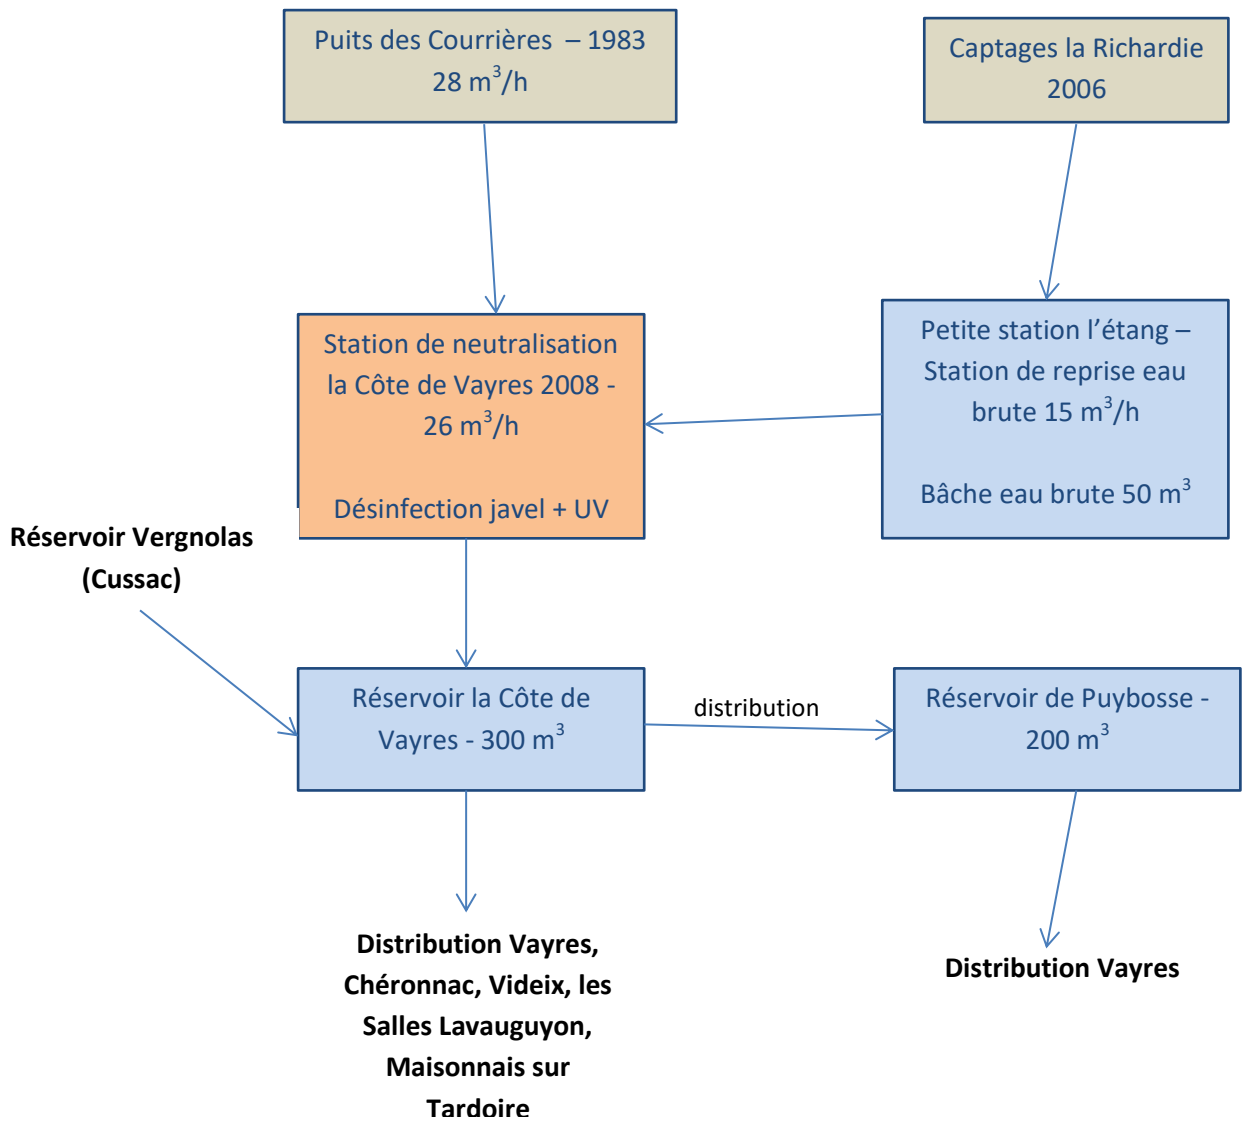 Puits des Courrières – 1983
28 m³/h
Captages la Richardie
2006
Station de neutralisation
la Côte de Vayres 2008 -
26 m³/h
Désinfection javel + UV
Petite station l’étang –
Station de reprise eau
brute 15 m³/h
Bâche eau brute 50 m³
Réservoir Vergnolas
(Cussac)
Réservoir la Côte de
Vayres - 300 m³
distribution
Réservoir de Puybosse -
200 m³
Distribution Vayres,
Chéronnac, Videix, les
Salles Lavauguyon,
Maisonnais sur
Tardoire
Distribution Vayres